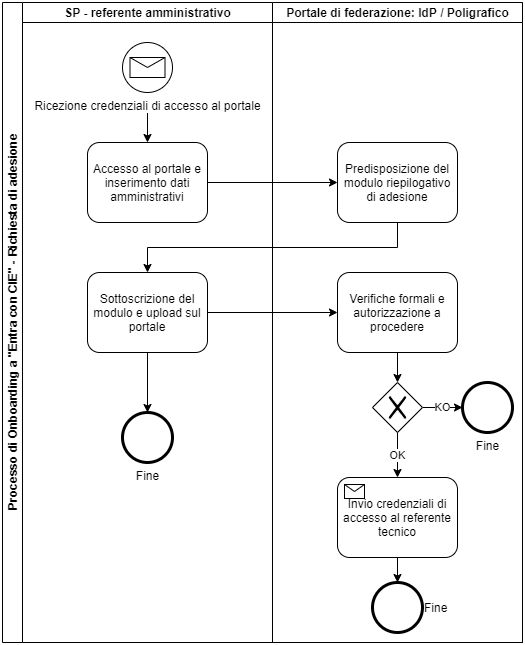 Processo di Onboarding a "Entra con CIE" - Richiesta di adesione
SP - referente amministrativo
Portale di federazione: IdP / Poligrafico
Ricezione credenziali di accesso al portale
Accesso al portale e
inserimento dati
amministrativi
Predisposizione del
modulo riepilogativo
di adesione
Sottoscrizione del
modulo e upload sul
portale
Verifiche formali e
autorizzazione a
procedere
KO
Fine
OK
Fine
Invio credenziali di
accesso al referente
tecnico
Fine